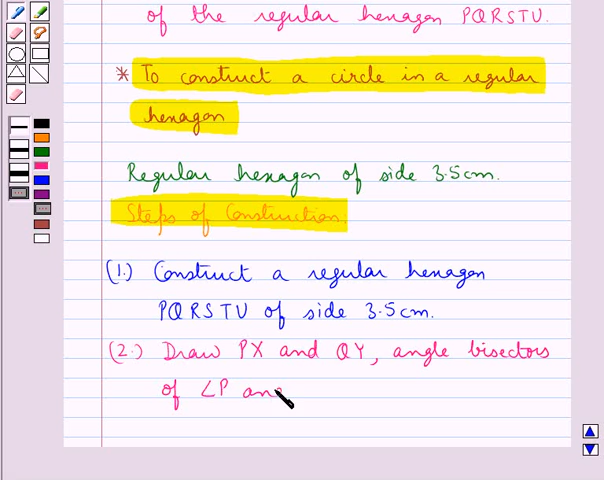 of the regular hexagon PQRSTU.
* To construct a circle in a regular
hexagon
Regular hexagon of side 3.5cm.
Steps of Construction:
(1.) Construct a regular hexagon
PQRSTU of side 3.5cm.
(2.) Draw PX and QY, angle bisectors
of ∠P an